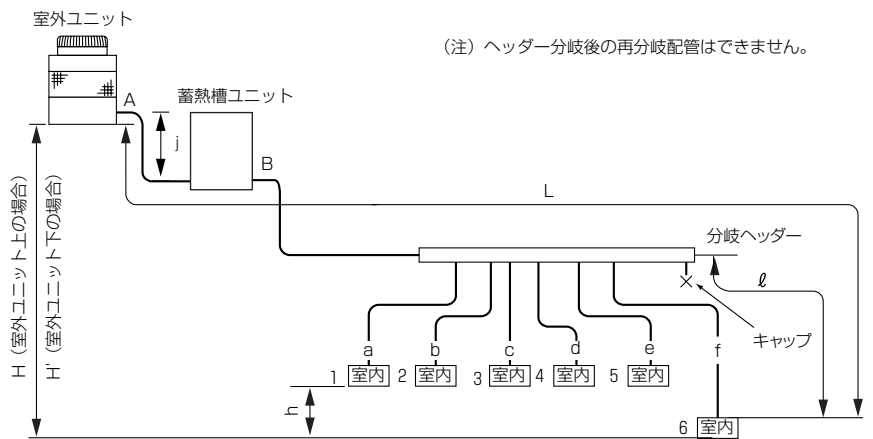 室外ユニット
(注)ヘッダー分岐後の再分岐配管はできません。
A
蓄熱槽ユニット
j
B
L
H(室外ユニット上の場合)
H'(室外ユニット下の場合)
分岐ヘッダー
ℓ
キャップ
a b c d e f
1 室内 2 室内 3 室内 4 室内 5 室内
h
6 室内